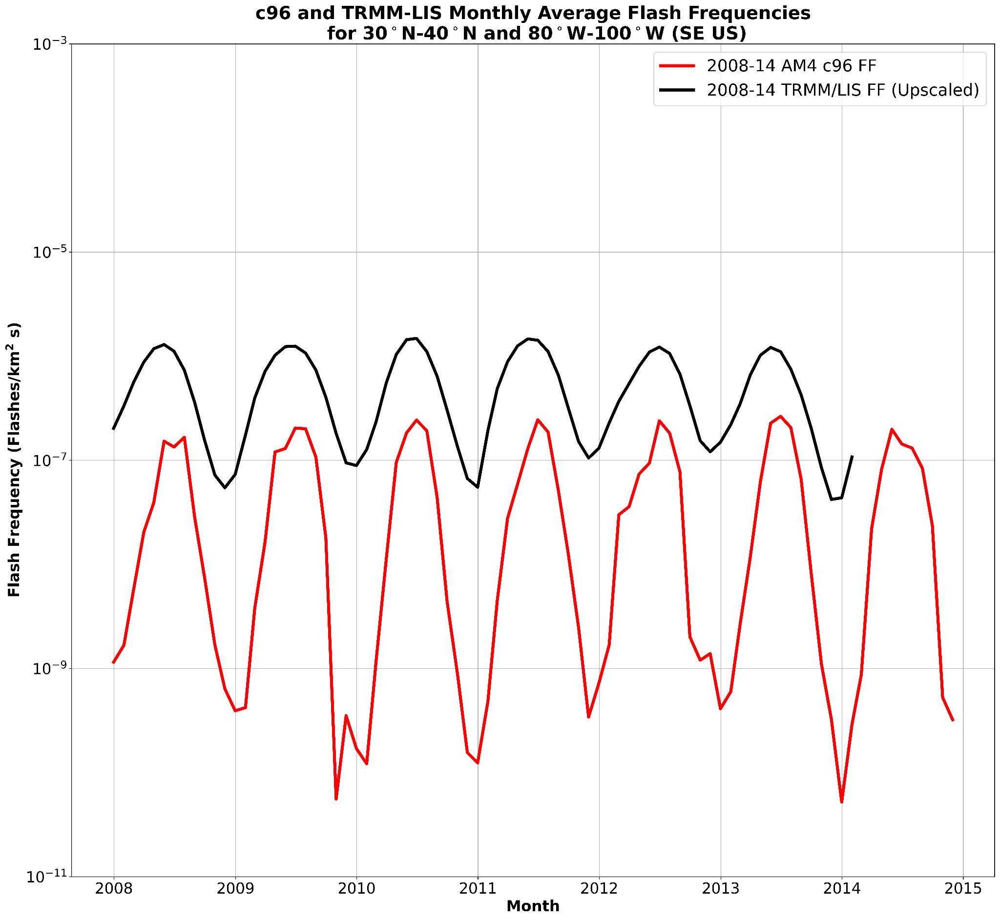 c96 and TRMM-LIS Monthly Average Flash Frequencies
for 30°N-40°N and 80°W-100°W (SE US)
2008-14 AM4 c96 FF
2008-14 TRMM/LIS FF (Upscaled)
Flash Frequency (Flashes/km² s)
10⁻³
10⁻⁵
10⁻⁷
10⁻⁹
10⁻¹¹
2008 2009 2010 2011 2012 2013 2014 2015
Month